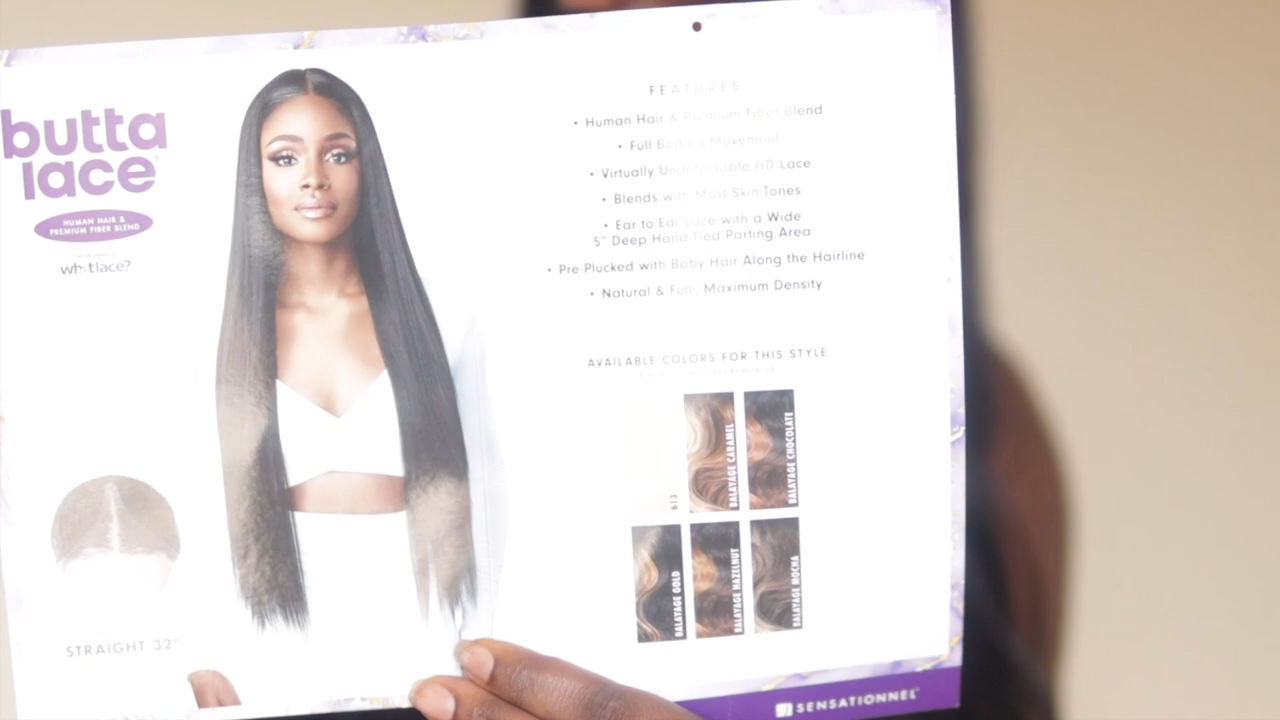 butta
lace
HUMAN HAIR &
PREMIUM FIBER BLEND
what lace?
STRAIGHT 32"
FEATURES
• Human Hair & Premium Fiber Blend
• Full Bodied Movement
• Virtually Undetectable HD Lace
• Blends with Most Skin Tones
• Ear to Ear Lace with a Wide
5" Deep Hand-Tied Parting Area
• Pre-Plucked with Baby Hair Along the Hairline
• Natural & Full, Maximum Density
AVAILABLE COLORS FOR THIS STYLE
613
BALAYAGE CARAMEL
BALAYAGE CHOCOLATE
BALAYAGE GOLD
BALAYAGE HAZELNUT
BALAYAGE MOCHA
SENSATIONNEL